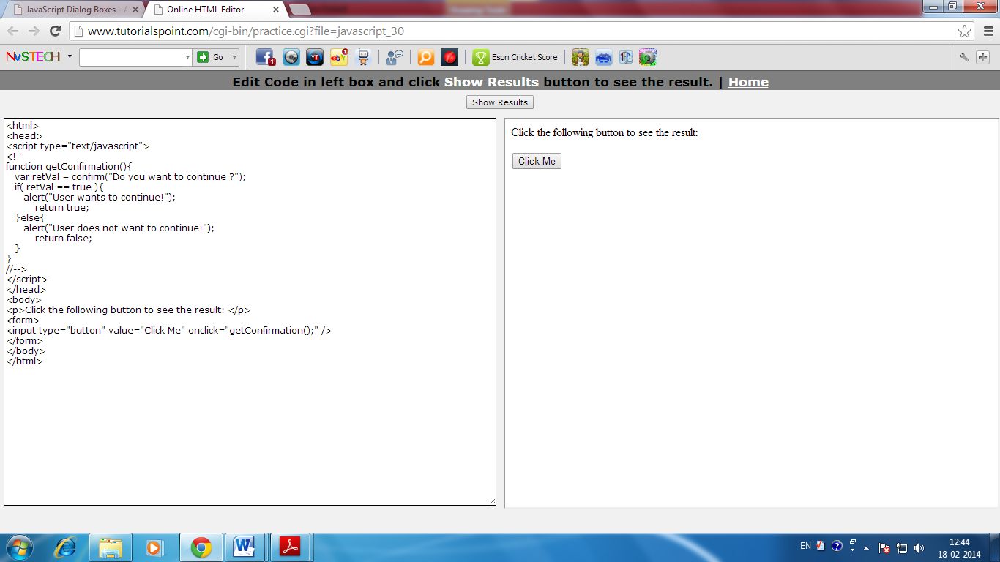 JavaScript Dialog Boxes - A
Online HTML Editor
www.tutorialspoint.com/cgi-bin/practice.cgi?file=javascript_30
NvSTECH
Go
1
YT
ebY
1
Espn Cricket Score
Edit Code in left box and click Show Results button to see the result. | Home
Show Results
<html>
<head>
<script type="text/javascript">
<!--
function getConfirmation(){
   var retVal = confirm("Do you want to continue ?");
   if( retVal == true ){
      alert("User wants to continue!");
          return true;
   }else{
      alert("User does not want to continue!");
          return false;
   }
}
//-->
</script>
</head>
<body>
<p>Click the following button to see the result: </p>
<form>
<input type="button" value="Click Me" onclick="getConfirmation();" />
</form>
</body>
</html>
Click the following button to see the result:
Click Me
EN
12:44
18-02-2014